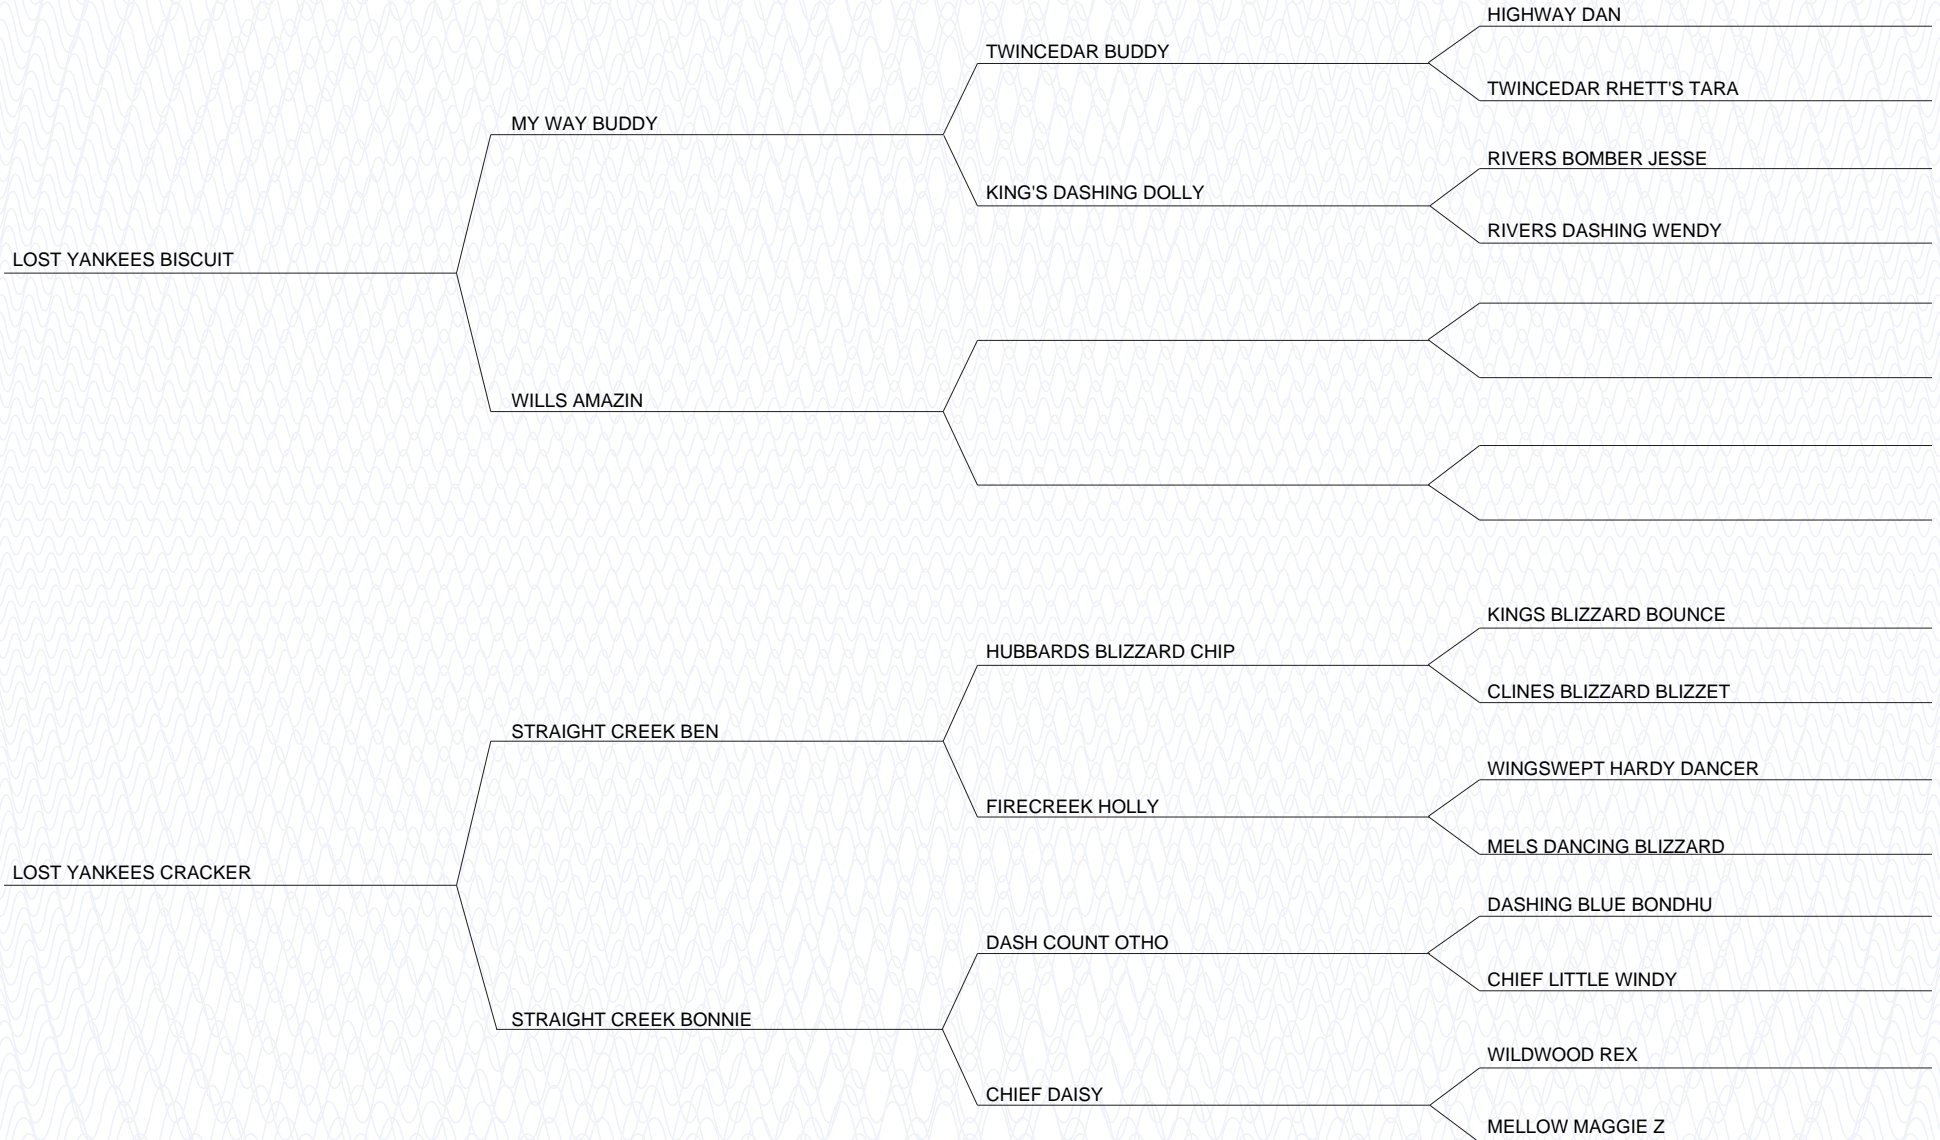 HIGHWAY DAN
TWINCEDAR BUDDY
TWINCEDAR RHETT'S TARA
MY WAY BUDDY
RIVERS BOMBER JESSE
KING'S DASHING DOLLY
RIVERS DASHING WENDY
LOST YANKEES BISCUIT
WILLS AMAZIN
KINGS BLIZZARD BOUNCE
HUBBARDS BLIZZARD CHIP
CLINES BLIZZARD BLIZZET
STRAIGHT CREEK BEN
WINGSWEPT HARDY DANCER
FIRECREEK HOLLY
MELS DANCING BLIZZARD
LOST YANKEES CRACKER
DASHING BLUE BONDHU
DASH COUNT OTHO
CHIEF LITTLE WINDY
STRAIGHT CREEK BONNIE
WILDWOOD REX
CHIEF DAISY
MELLOW MAGGIE Z